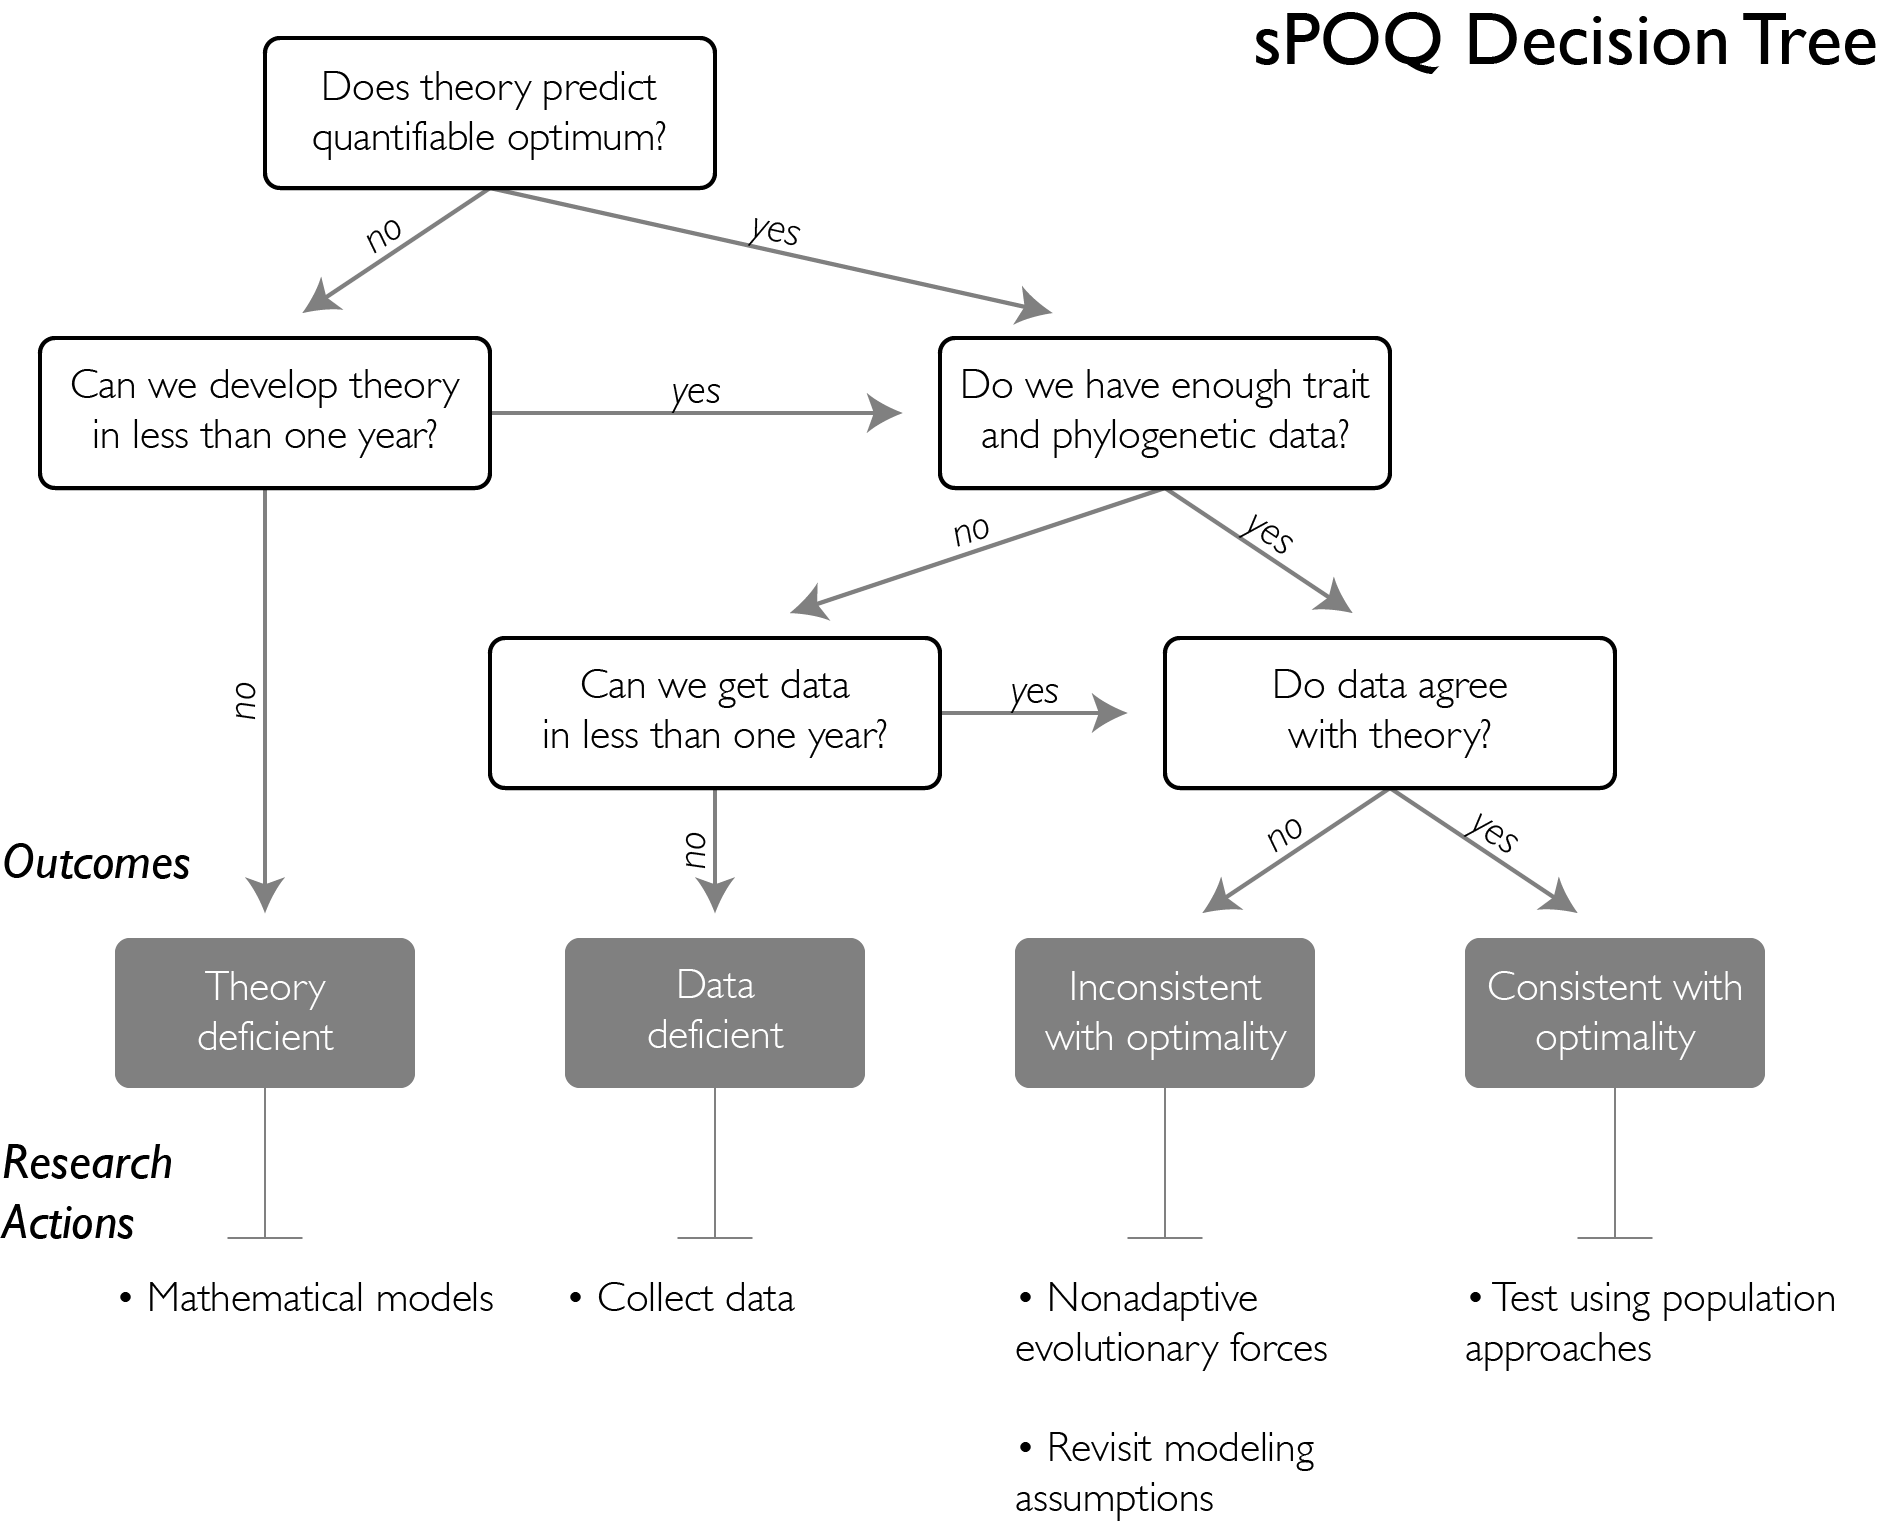 sPOQ Decision Tree
Does theory predict
quantifiable optimum?
no
yes
Can we develop theory
in less than one year?
yes
Do we have enough trait
and phylogenetic data?
no
yes
no
Can we get data
in less than one year?
yes
Do data agree
with theory?
no
no
yes
Outcomes
Theory
deficient
Data
deficient
Inconsistent
with optimality
Consistent with
optimality
Research
Actions
• Mathematical models
• Collect data
• Nonadaptive
evolutionary forces
• Revisit modeling
assumptions
• Test using population
approaches